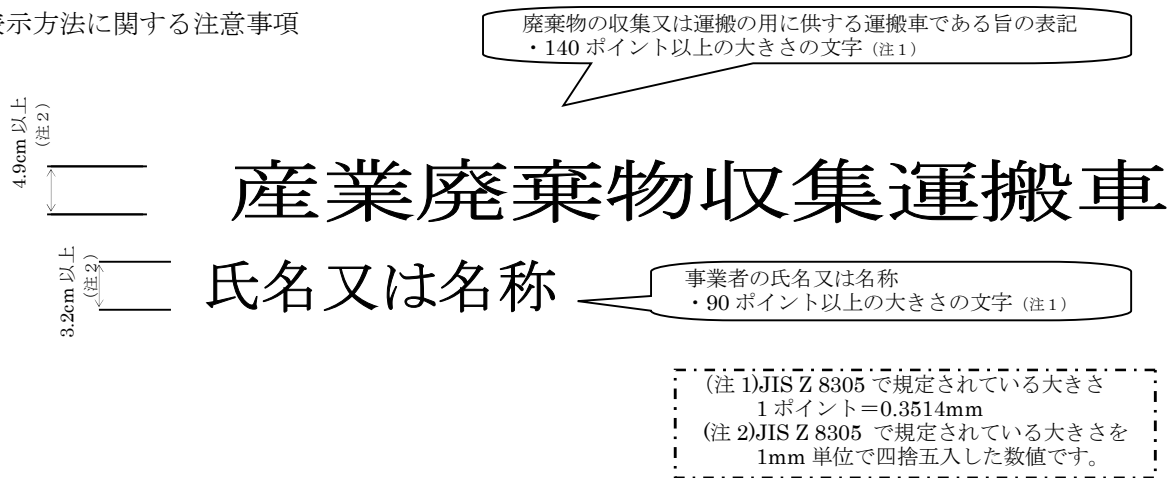 示方法に関する注意事項
廃棄物の収集又は運搬の用に供する運搬車である旨の表記
・140 ポイント以上の大きさの文字（注１）
4.9cm 以上
（注２）
産業廃棄物収集運搬車
3.2cm 以上
（注２）
氏名又は名称
事業者の氏名又は名称
・90 ポイント以上の大きさの文字（注１）
(注 1)JIS Z 8305 で規定されている大きさ
1 ポイント＝0.3514mm
(注 2)JIS Z 8305 で規定されている大きさを
1mm 単位で四捨五入した数値です。